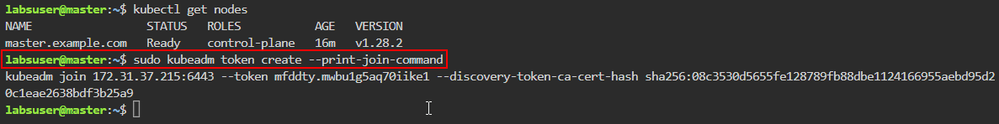 labsuser@master:~$ kubectl get nodes
NAME STATUS ROLES AGE VERSION
master.example.com Ready control-plane 16m v1.28.2
labsuser@master:~$ sudo kubeadm token create --print-join-command
kubeadm join 172.31.37.215:6443 --token mfddty.mwbu1g5aq70iike1 --discovery-token-ca-cert-hash sha256:08c3530d5655fe128789fb88dbe1124166955aebd95d2
0c1eae2638bdf3b25a9
labsuser@master:~$